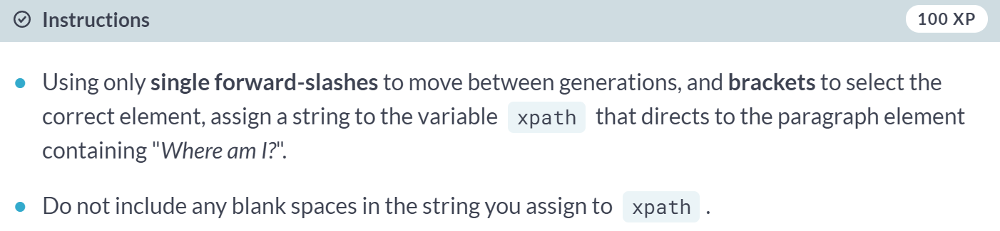 Instructions
100 XP
Using only single forward-slashes to move between generations, and brackets to select the
correct element, assign a string to the variable xpath that directs to the paragraph element
containing "Where am I?".
Do not include any blank spaces in the string you assign to xpath .